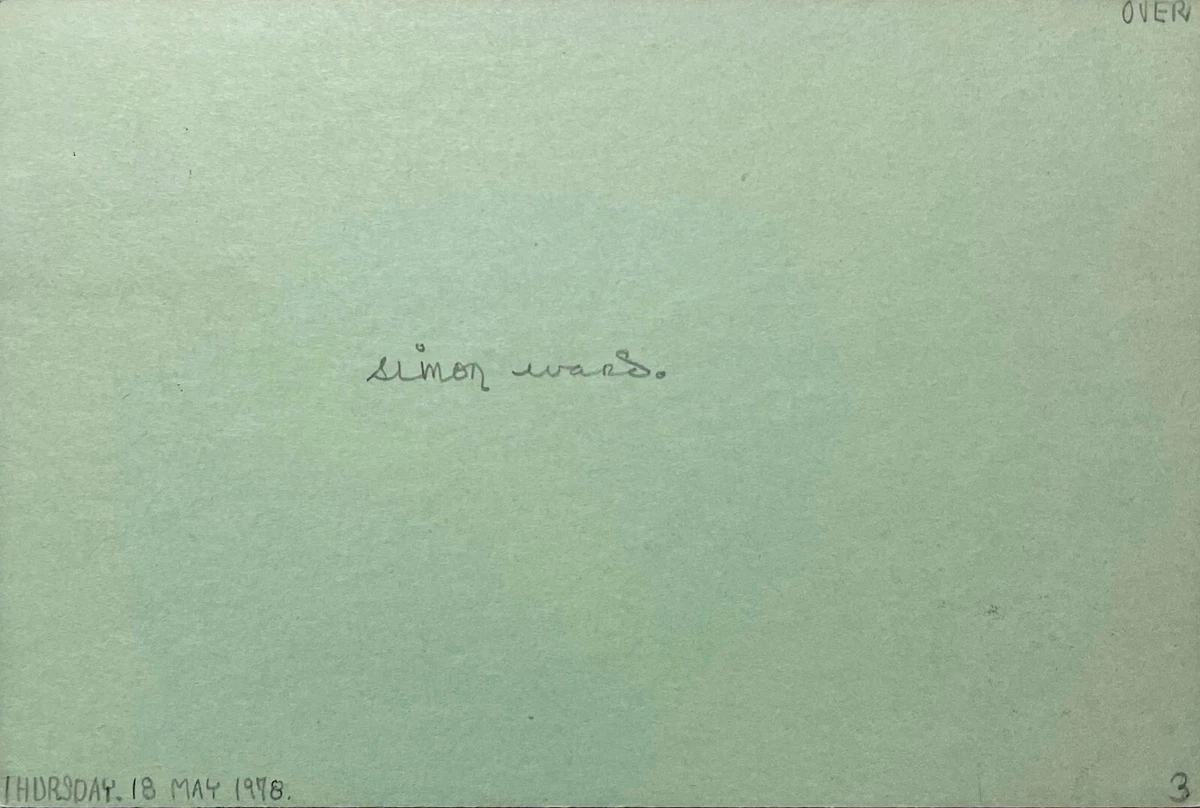 OVER
simon ward.
THURSDAY. 18 MAY 1978.
3